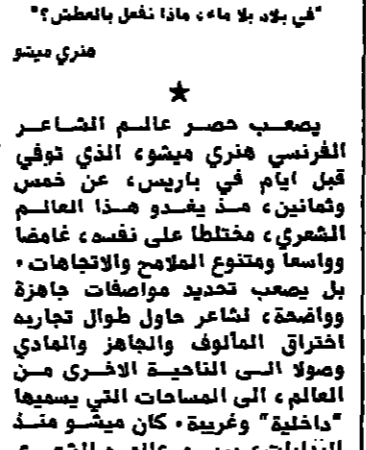 "في بلاد بلا ماء، ماذا نفعل بالعطش؟"
هنري ميشو
★
يصعب حصر عالم الشاعر
الفرنسي هنري ميشو، الذي توفي
قبل ايام في باريس، عن خمس
وثمانين، مذ يغدو هذا العالم
الشعري، مختلطا على نفسه، غامضا
وواسعا ومتنوع الملامح والاتجاهات.
بل يصعب تحديد مواصفات جاهزة
وواضحة، لشاعر حاول طوال تجاربه
اختراق المألوف والجاهز والمادي
وصولا الى الناحية الاخرى من
العالم، الى المساحات التي يسميها
"داخلية" وغريبة. كان ميشو منذ